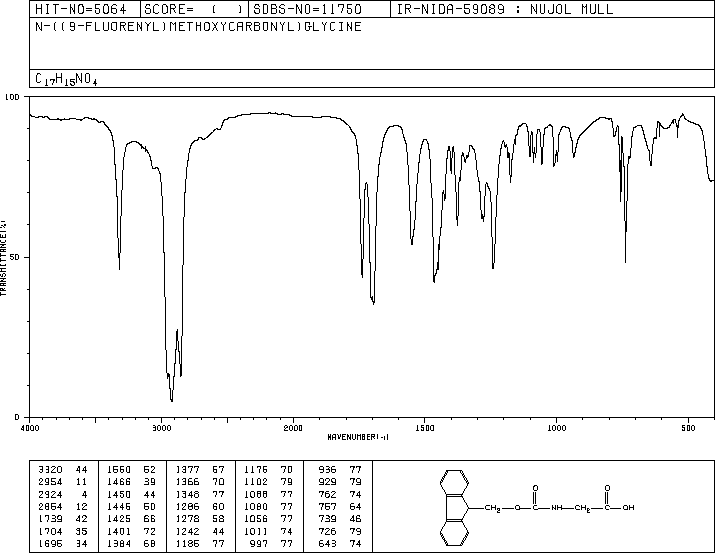 HIT-NO=5064 SCORE= ( ) SDBS-NO=11750 IR-NIDA-59089 : NUJOL MULL
N-((9-FLUORENYL)METHOXYCARBONYL)GLYCINE
C17H15NO4
100
50
0
TRANSMITTANCE(%)
4000 3000 2000 1500 1000 500
WAVENUMBER(-1)
3320 44 1550 52 1377 57 1176 70 936 77
2954 11 1466 39 1366 70 1102 79 929 79
2924 4 1450 44 1348 77 1088 77 762 74
2854 12 1446 50 1286 60 1080 77 757 64
1739 42 1425 66 1278 58 1056 77 739 46
1704 35 1401 72 1242 44 1011 74 726 79
1695 34 1384 68 1185 77 997 77 643 74
O O
CH2 O C NH CH2 C OH